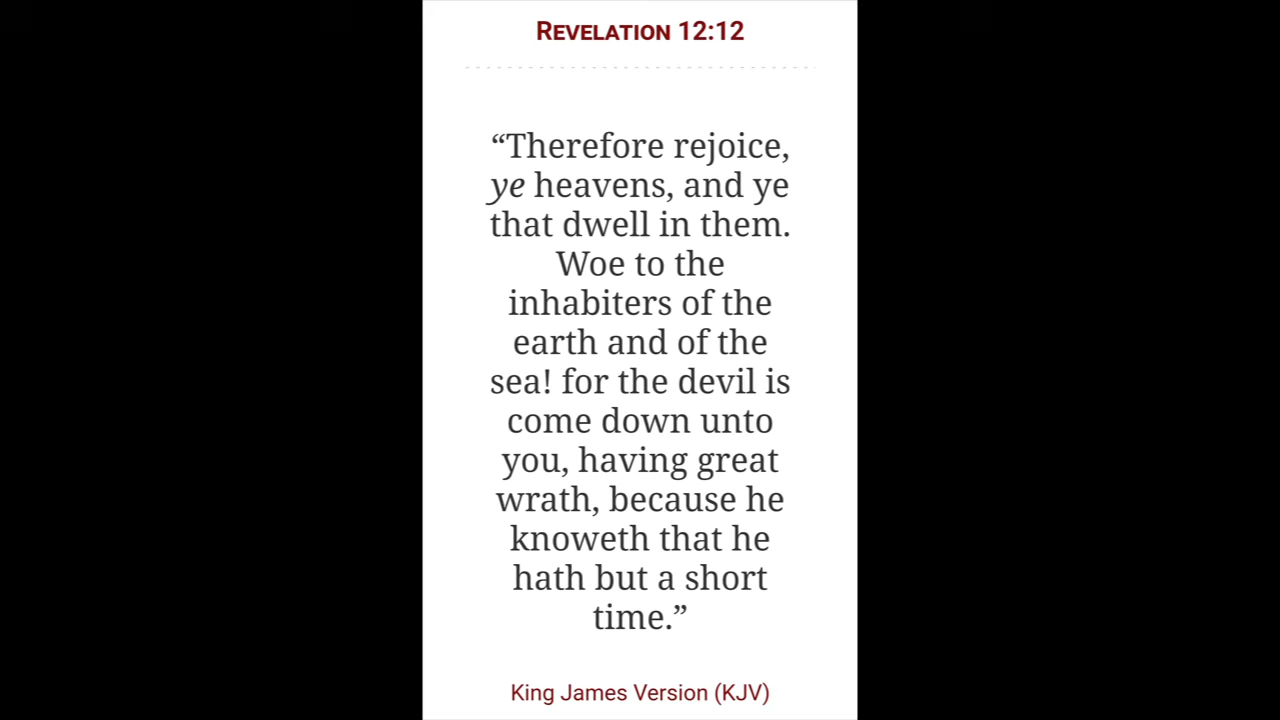 REVELATION 12:12
“Therefore rejoice,
ye heavens, and ye
that dwell in them.
Woe to the
inhabiters of the
earth and of the
sea! for the devil is
come down unto
you, having great
wrath, because he
knoweth that he
hath but a short
time.”
King James Version (KJV)